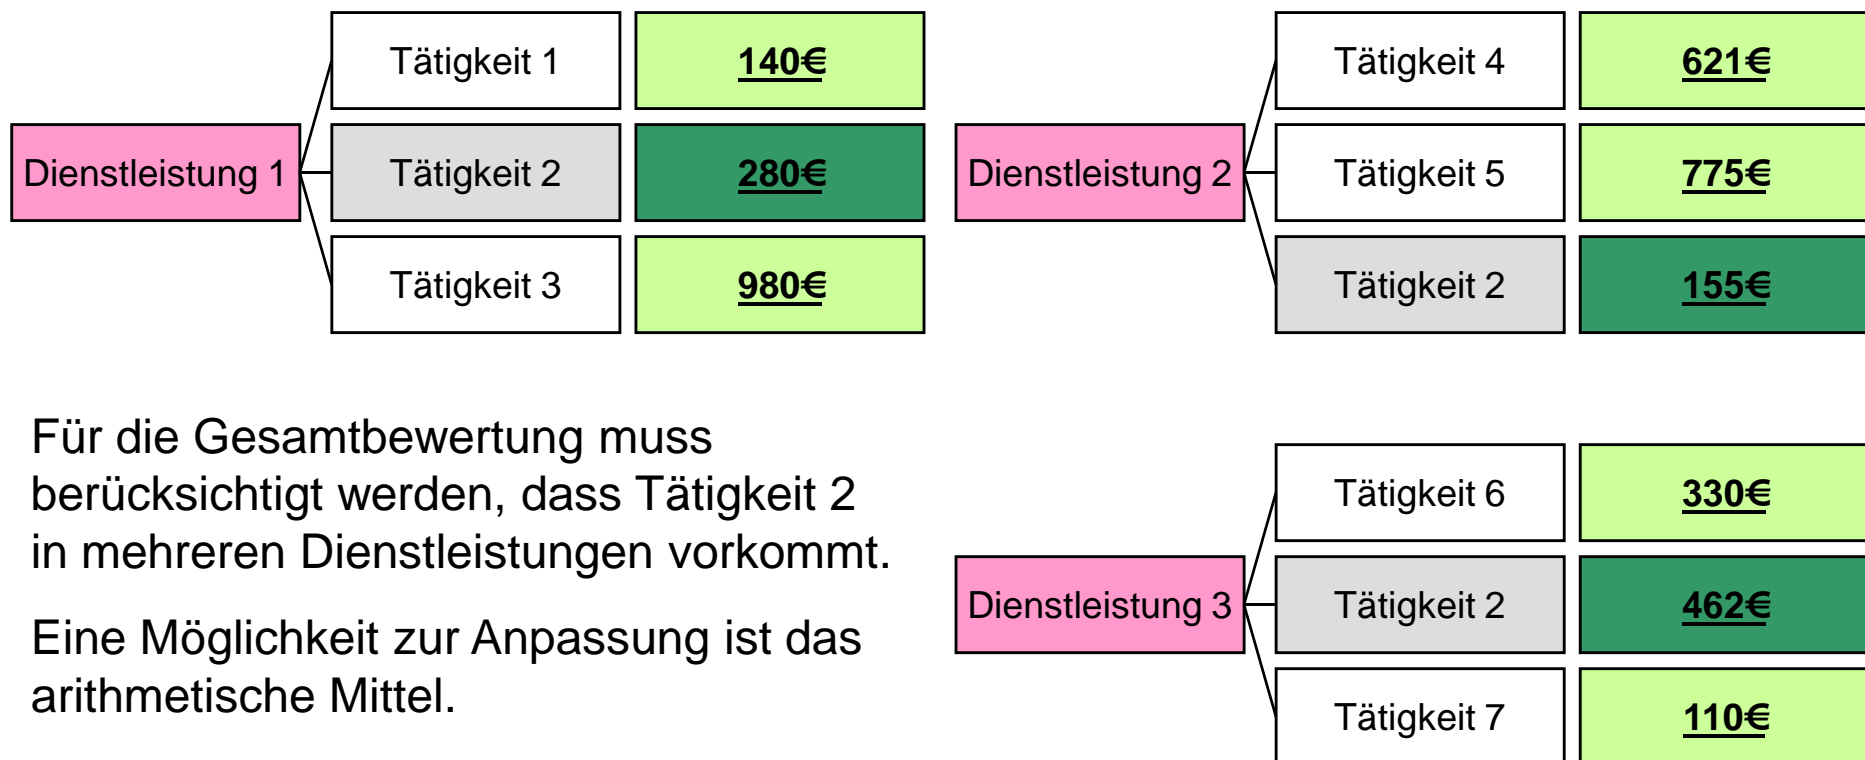 Dienstleistung 1
Tätigkeit 1 140€
Tätigkeit 2 280€
Tätigkeit 3 980€
Dienstleistung 2
Tätigkeit 4 621€
Tätigkeit 5 775€
Tätigkeit 2 155€
Für die Gesamtbewertung muss
berücksichtigt werden, dass Tätigkeit 2
in mehreren Dienstleistungen vorkommt.
Eine Möglichkeit zur Anpassung ist das
arithmetische Mittel.
Dienstleistung 3
Tätigkeit 6 330€
Tätigkeit 2 462€
Tätigkeit 7 110€